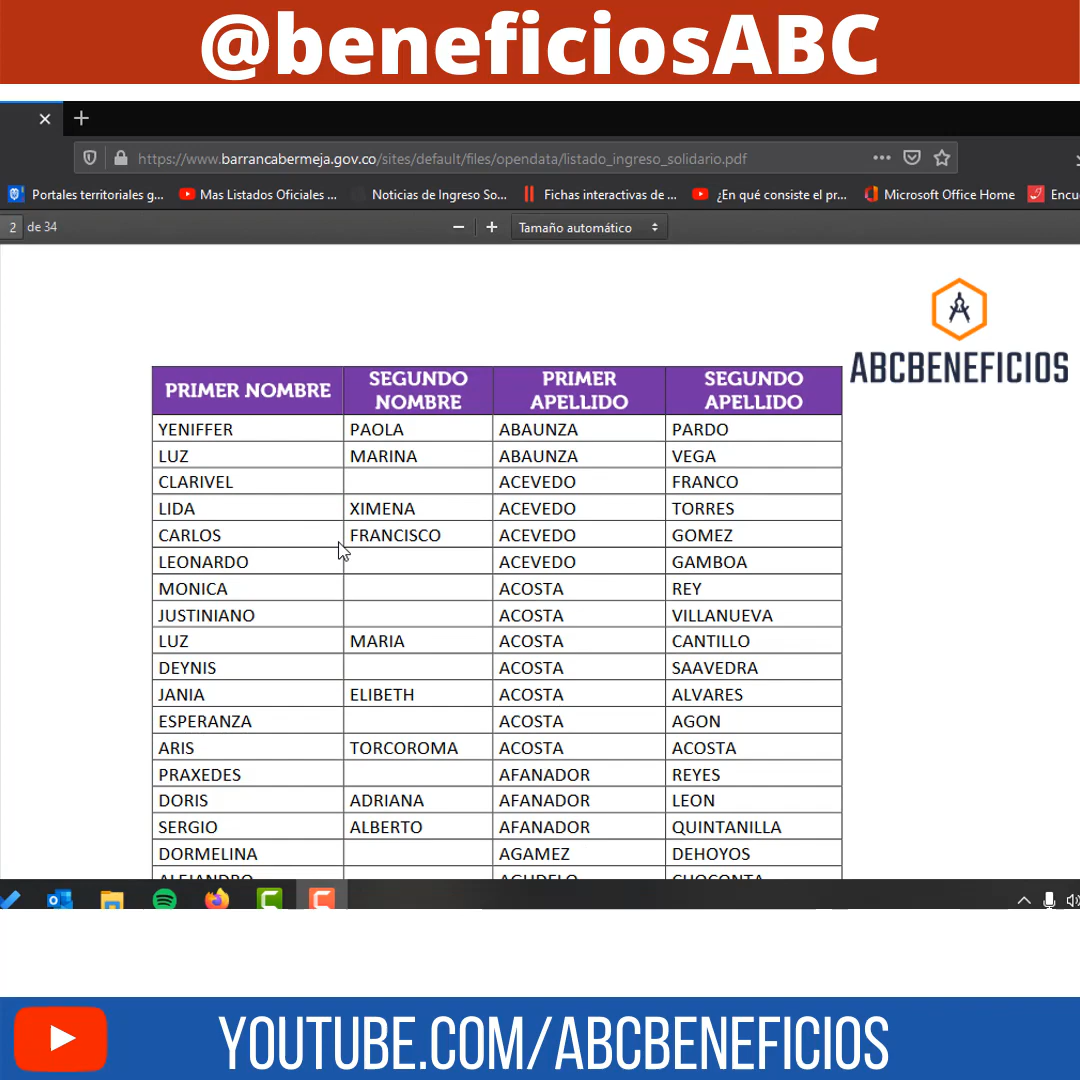 @beneficiosABC
https://www.barrancabermeja.gov.co/sites/default/files/opendata/listado_ingreso_solidario.pdf
Portales territoriales g... Mas Listados Oficiales ... Noticias de Ingreso So... Fichas interactivas de ... ¿En qué consiste el pr... Microsoft Office Home Encu
2 de 34 Tamaño automático
ABCBENEFICIOS
PRIMER NOMBRE SEGUNDO NOMBRE PRIMER APELLIDO SEGUNDO APELLIDO
YENIFFER PAOLA ABAUNZA PARDO
LUZ MARINA ABAUNZA VEGA
CLARIVEL ACEVEDO FRANCO
LIDA XIMENA ACEVEDO TORRES
CARLOS FRANCISCO ACEVEDO GOMEZ
LEONARDO ACEVEDO GAMBOA
MONICA ACOSTA REY
JUSTINIANO ACOSTA VILLANUEVA
LUZ MARIA ACOSTA CANTILLO
DEYNIS ACOSTA SAAVEDRA
JANIA ELIBETH ACOSTA ALVARES
ESPERANZA ACOSTA AGON
ARIS TORCOROMA ACOSTA ACOSTA
PRAXEDES AFANADOR REYES
DORIS ADRIANA AFANADOR LEON
SERGIO ALBERTO AFANADOR QUINTANILLA
DORMELINA AGAMEZ DEHOYOS
YOUTUBE.COM/ABCBENEFICIOS